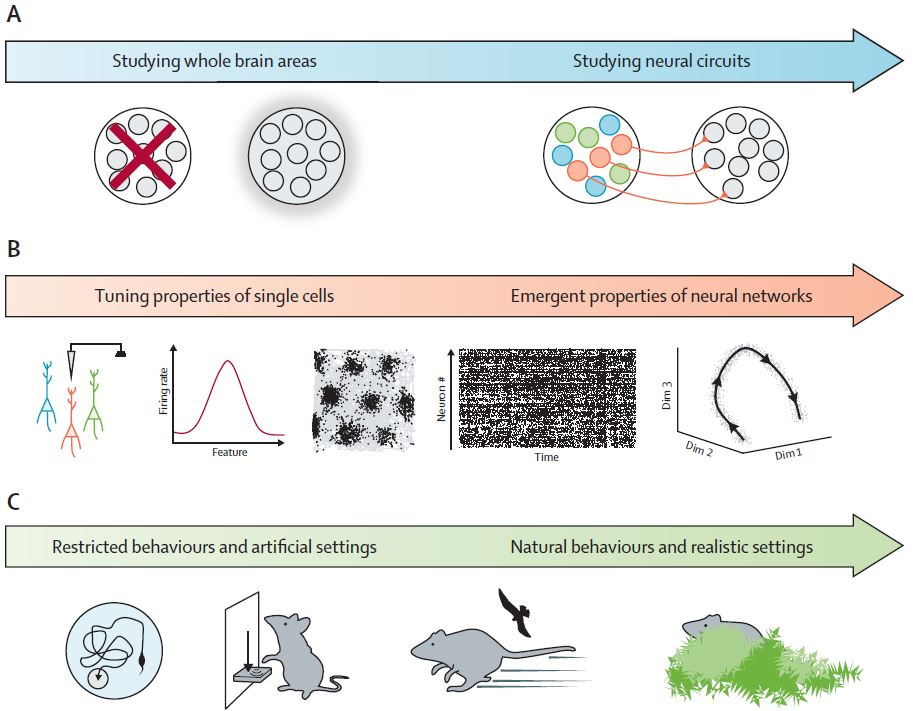 A
Studying whole brain areas
Studying neural circuits
B
Tuning properties of single cells
Emergent properties of neural networks
Firing rate
Feature
Neuron #
Time
Dim 3
Dim 2
Dim 1
C
Restricted behaviours and artificial settings
Natural behaviours and realistic settings